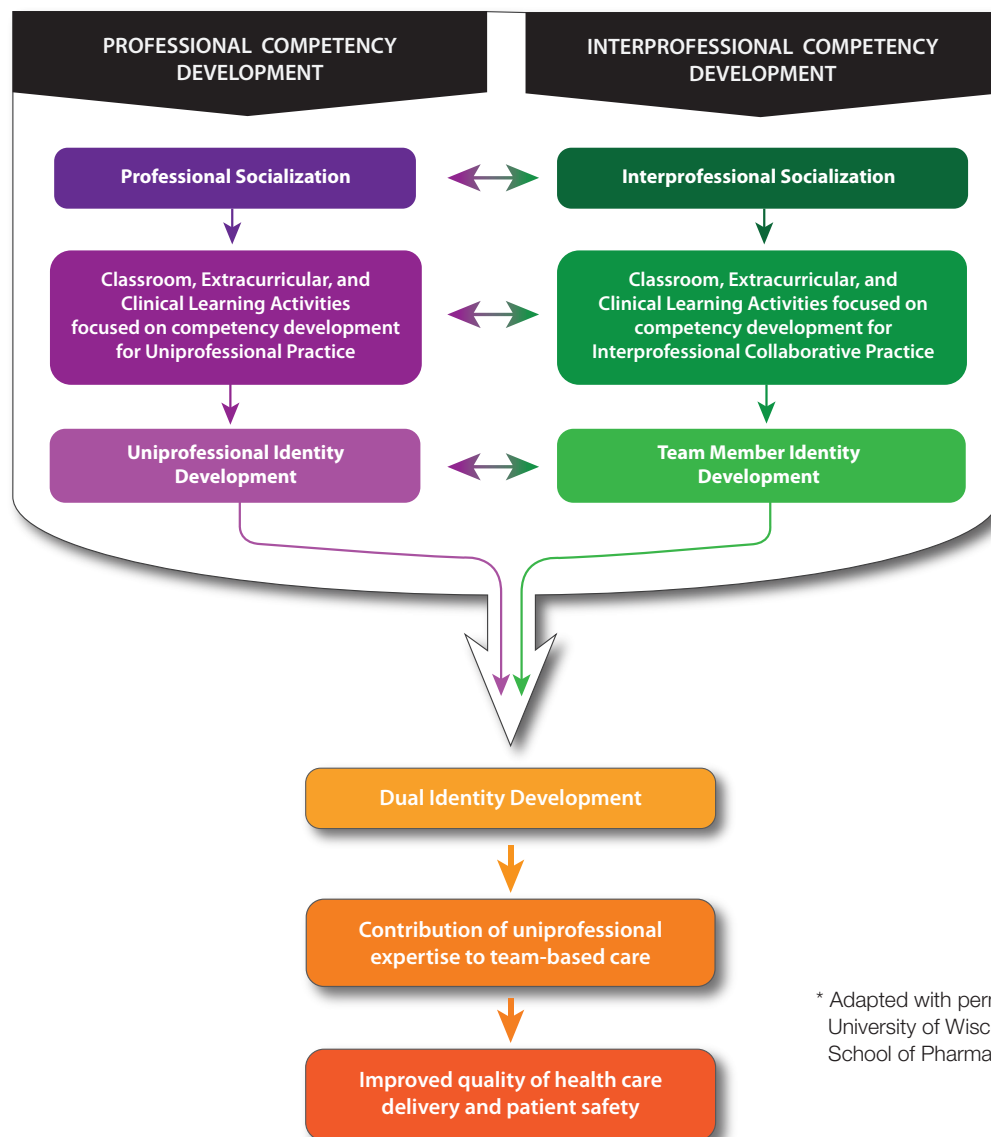 PROFESSIONAL COMPETENCY
DEVELOPMENT
INTERPROFESSIONAL COMPETENCY
DEVELOPMENT
Professional Socialization
Interprofessional Socialization
Classroom, Extracurricular, and
Clinical Learning Activities
focused on competency development
for Uniprofessional Practice
Classroom, Extracurricular, and
Clinical Learning Activities focused on
competency development for
Interprofessional Collaborative Practice
Uniprofessional Identity
Development
Team Member Identity
Development
Dual Identity Development
Contribution of uniprofessional
expertise to team-based care
Improved quality of health care
delivery and patient safety
* Adapted with
University of
School of